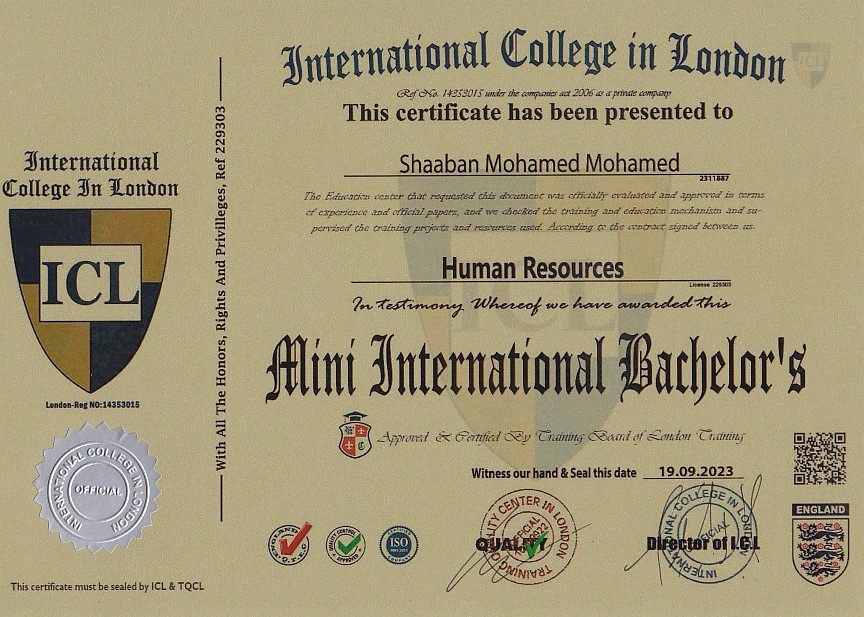 International College in London
ICL
Ref No. 14353015 under the companies act 2006 as a private company
This certificate has been presented to
Shaaban Mohamed Mohamed
2311887
The Education center that requested this document was officially evaluated and approved in terms
of experience and official papers, and we checked the training and education mechanism and su-
pervised the training projects and resources used. According to the contract signed between us.
Human Resources
License 229303
In testimony Whereof we have awarded this
Mini International Bachelor's
Approved & Certified By Training Board of London Training
Witness our hand & Seal this date 19.09.2023
International
College In London
ICL
London-Reg NO:14353015
INTERNATIONAL COLLEGE IN LONDON
OFFICIAL
With All The Honors, Rights And Privilleges, Ref 229303
This certificate must be sealed by ICL & TQCL
ENGLAND
QUALITY CONTROL
APPROVED
ISO
QUALITY CENTER IN LONDON
TRAINING
OFFICIAL
QUALITY
INTERNATIONAL COLLEGE IN LONDON
OFFICIAL
Director of I.C.L
ENGLAND